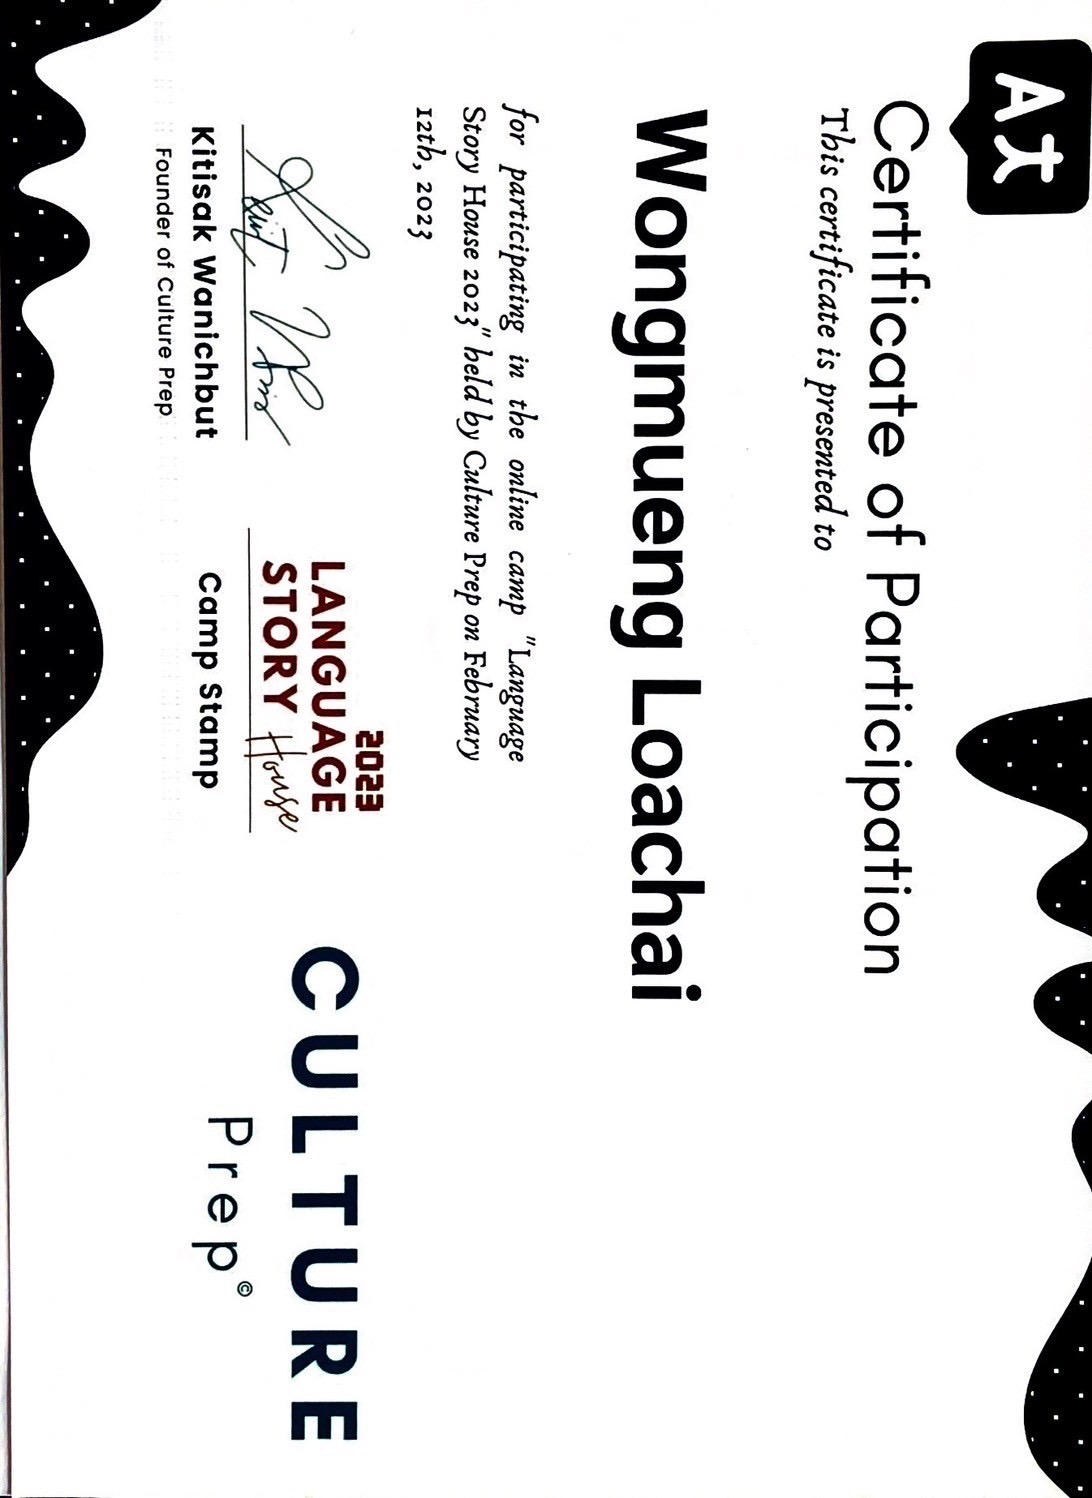 A大
Certificate of Participation
This certificate is presented to
Wongmueng Loachai
for participating in the online camp "Language
Story House 2023" held by Culture Prep on February
12th, 2023
2023
LANGUAGE
STORY House
Kitisak Wanichbut
Founder of Culture Prep
Camp Stamp
CULTURE
Prep©